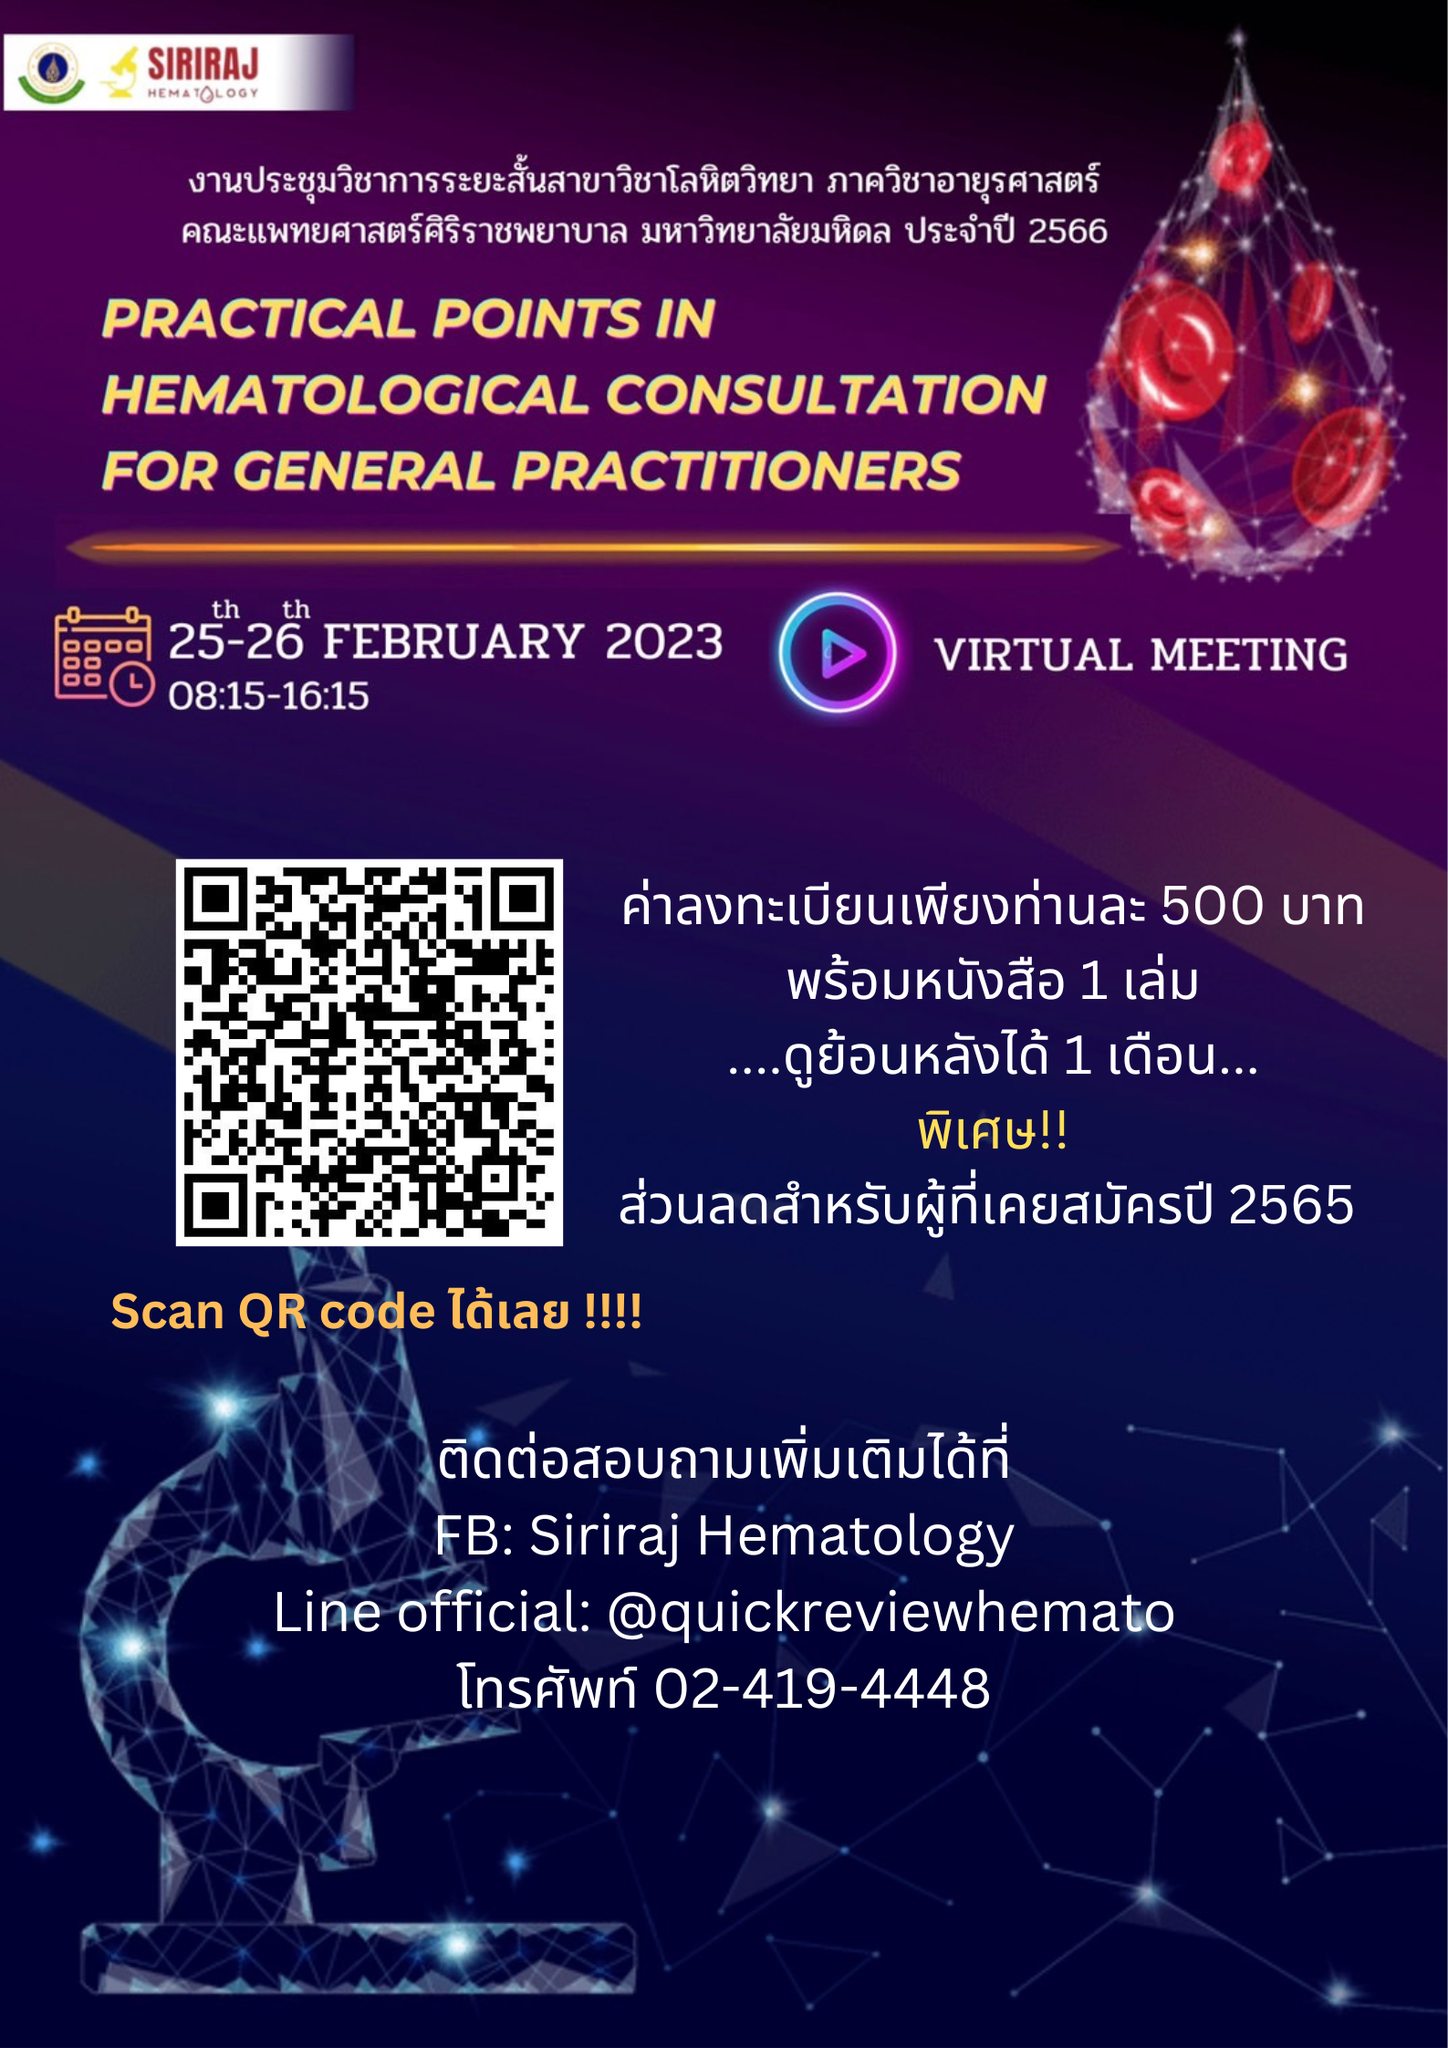 SIRIRAJ
HEMATOLOGY
งานประชุมวิชาการระยะสั้นสาขาวิชาโลหิตวิทยา ภาควิชาอายุรศาสตร์
คณะแพทยศาสตร์ศิริราชพยาบาล มหาวิทยาลัยมหิดล ประจำปี 2566
PRACTICAL POINTS IN
HEMATOLOGICAL CONSULTATION
FOR GENERAL PRACTITIONERS
25th-26th FEBRUARY 2023
08:15-16:15
VIRTUAL MEETING
ค่าลงทะเบียนเพียงท่านละ 500 บาท
พร้อมหนังสือ 1 เล่ม
....ดูย้อนหลังได้ 1 เดือน...
พิเศษ!!
ส่วนลดสำหรับผู้ที่เคยสมัครปี 2565
Scan QR code ได้เลย !!!!
ติดต่อสอบถามเพิ่มเติมได้ที่
FB: Siriraj Hematology
Line official: @quickreviewhemato
โทรศัพท์ 02-419-4448